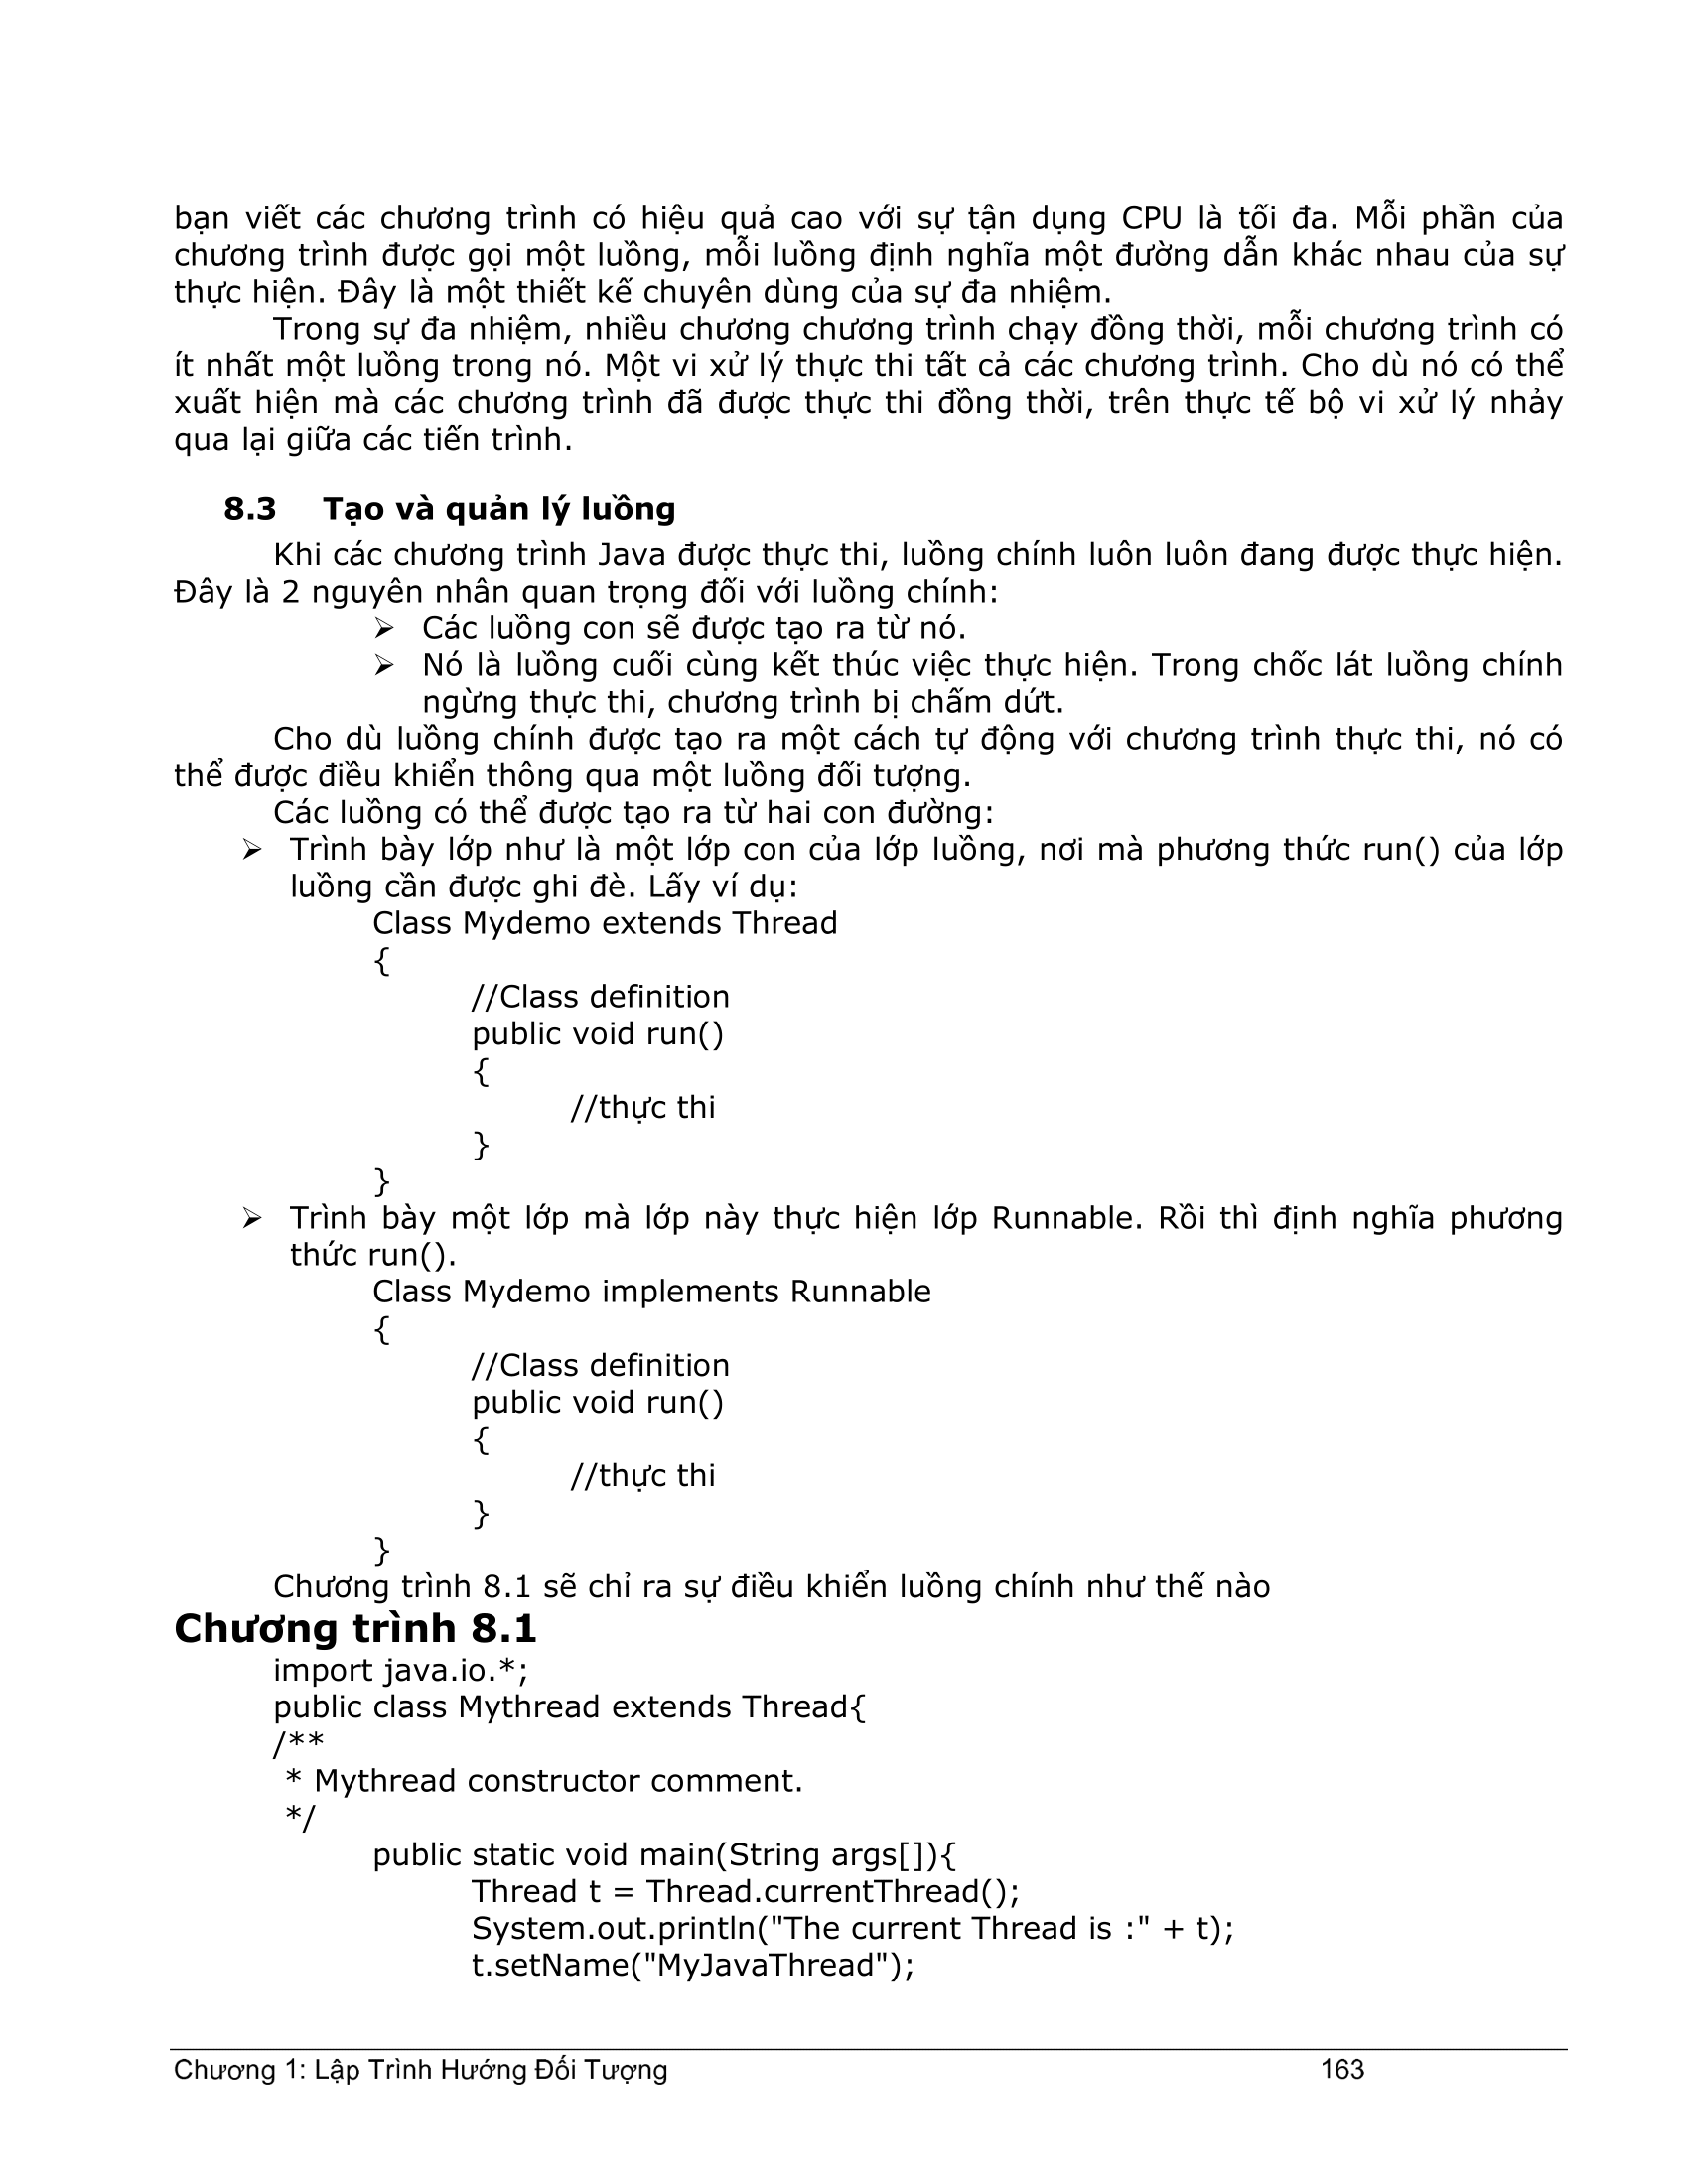 bạn viết các chương trình có hiệu quả cao với sự tận dụng CPU là tối đa. Mỗi phần của
chương trình được gọi một luồng, mỗi luồng định nghĩa một đường dẫn khác nhau của sự
thực hiện. Đây là một thiết kế chuyên dùng của sự đa nhiệm.
Trong sự đa nhiệm, nhiều chương chương trình chạy đồng thời, mỗi chương trình có
ít nhất một luồng trong nó. Một vi xử lý thực thi tất cả các chương trình. Cho dù nó có thể
xuất hiện mà các chương trình đã được thực thi đồng thời, trên thực tế bộ vi xử lý nhảy
qua lại giữa các tiến trình.
8.3 Tạo và quản lý luồng
Khi các chương trình Java được thực thi, luồng chính luôn luôn đang được thực hiện.
Đây là 2 nguyên nhân quan trọng đối với luồng chính:
➢ Các luồng con sẽ được tạo ra từ nó.
➢ Nó là luồng cuối cùng kết thúc việc thực hiện. Trong chốc lát luồng chính
ngừng thực thi, chương trình bị chấm dứt.
Cho dù luồng chính được tạo ra một cách tự động với chương trình thực thi, nó có
thể được điều khiển thông qua một luồng đối tượng.
Các luồng có thể được tạo ra từ hai con đường:
➢ Trình bày lớp như là một lớp con của lớp luồng, nơi mà phương thức run() của lớp
luồng cần được ghi đè. Lấy ví dụ:
Class Mydemo extends Thread
{
//Class definition
public void run()
{
//thực thi
}
}
➢ Trình bày một lớp mà lớp này thực hiện lớp Runnable. Rồi thì định nghĩa phương
thức run().
Class Mydemo implements Runnable
{
//Class definition
public void run()
{
//thực thi
}
}
Chương trình 8.1 sẽ chỉ ra sự điều khiển luồng chính như thế nào
Chương trình 8.1
import java.io.*;
public class Mythread extends Thread{
/**
* Mythread constructor comment.
*/
public static void main(String args[]){
Thread t = Thread.currentThread();
System.out.println("The current Thread is :" + t);
t.setName("MyJavaThread");
Chương 1: Lập Trình Hướng Đối Tượng 163